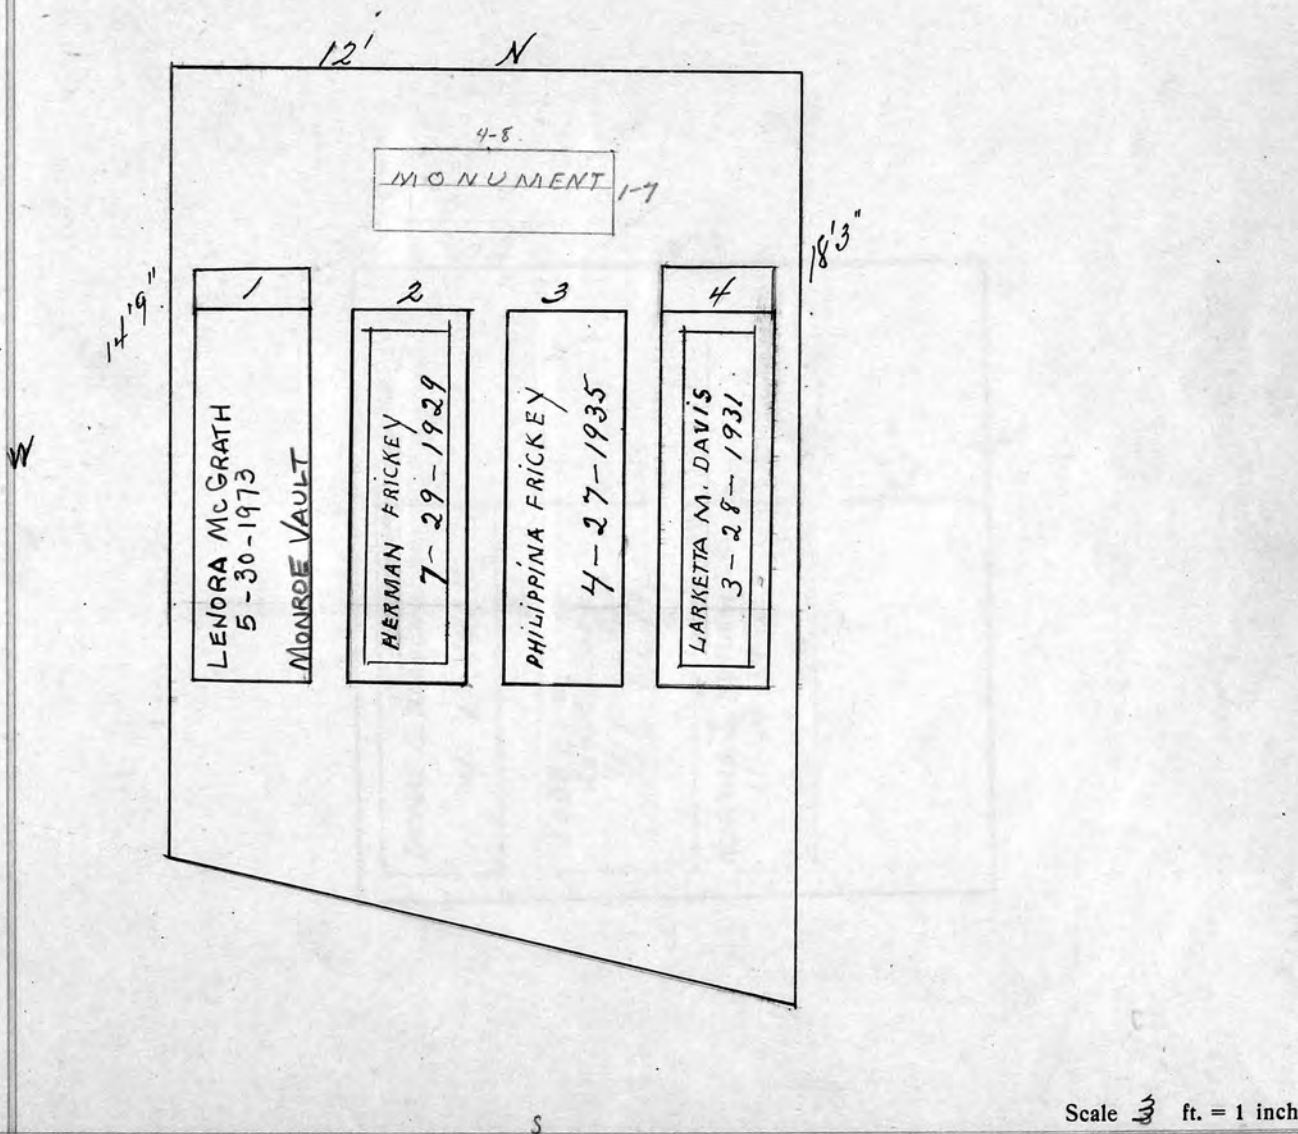 12' N
4-8
MONUMENT
1-7
18'3"
14'9"
W
1
2
3
4
LENORA McGRATH
5-30-1973
MONROE VAULT
HERMAN FRICKEY
7-29-1929
PHILIPPINA FRICKEY
4-27-1935
LARKETTA M. DAVIS
3-28-1931
S
Scale 3 ft. = 1 inch